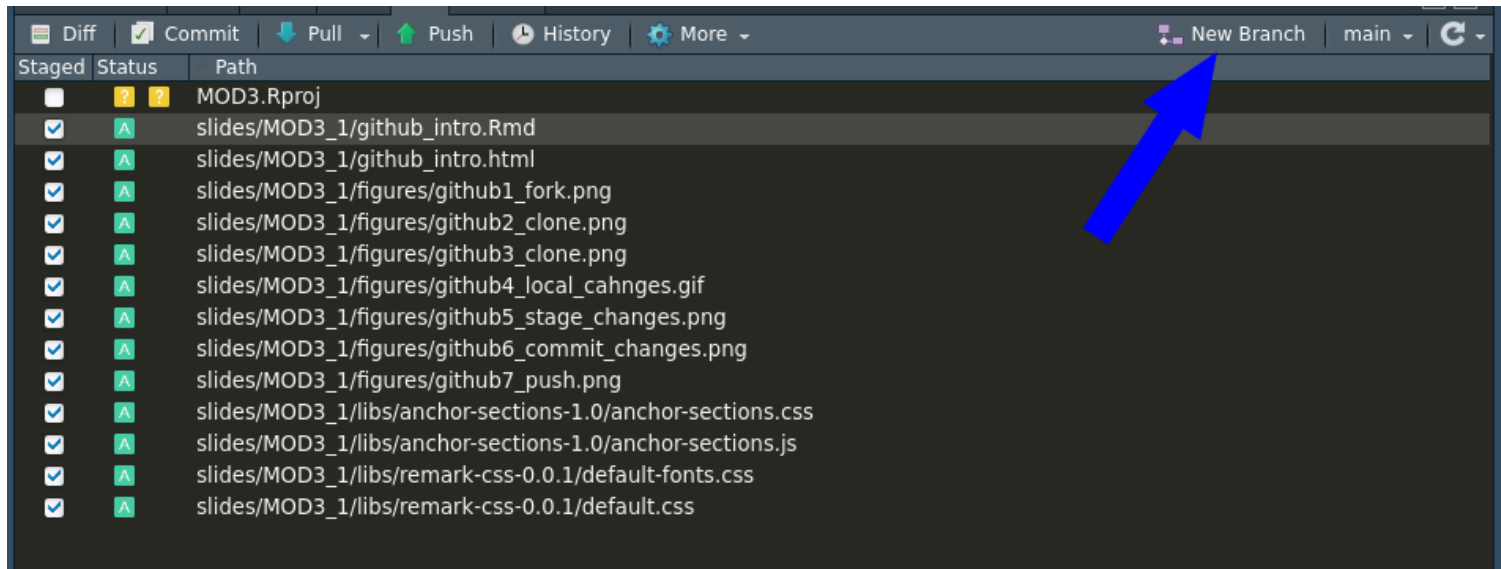 Diff Commit Pull Push History More New Branch main
Staged Status Path
? ? MOD3.Rproj
A slides/MOD3_1/github_intro.Rmd
A slides/MOD3_1/github_intro.html
A slides/MOD3_1/figures/github1_fork.png
A slides/MOD3_1/figures/github2_clone.png
A slides/MOD3_1/figures/github3_clone.png
A slides/MOD3_1/figures/github4_local_cahnges.gif
A slides/MOD3_1/figures/github5_stage_changes.png
A slides/MOD3_1/figures/github6_commit_changes.png
A slides/MOD3_1/figures/github7_push.png
A slides/MOD3_1/libs/anchor-sections-1.0/anchor-sections.css
A slides/MOD3_1/libs/anchor-sections-1.0/anchor-sections.js
A slides/MOD3_1/libs/remark-css-0.0.1/default-fonts.css
A slides/MOD3_1/libs/remark-css-0.0.1/default.css